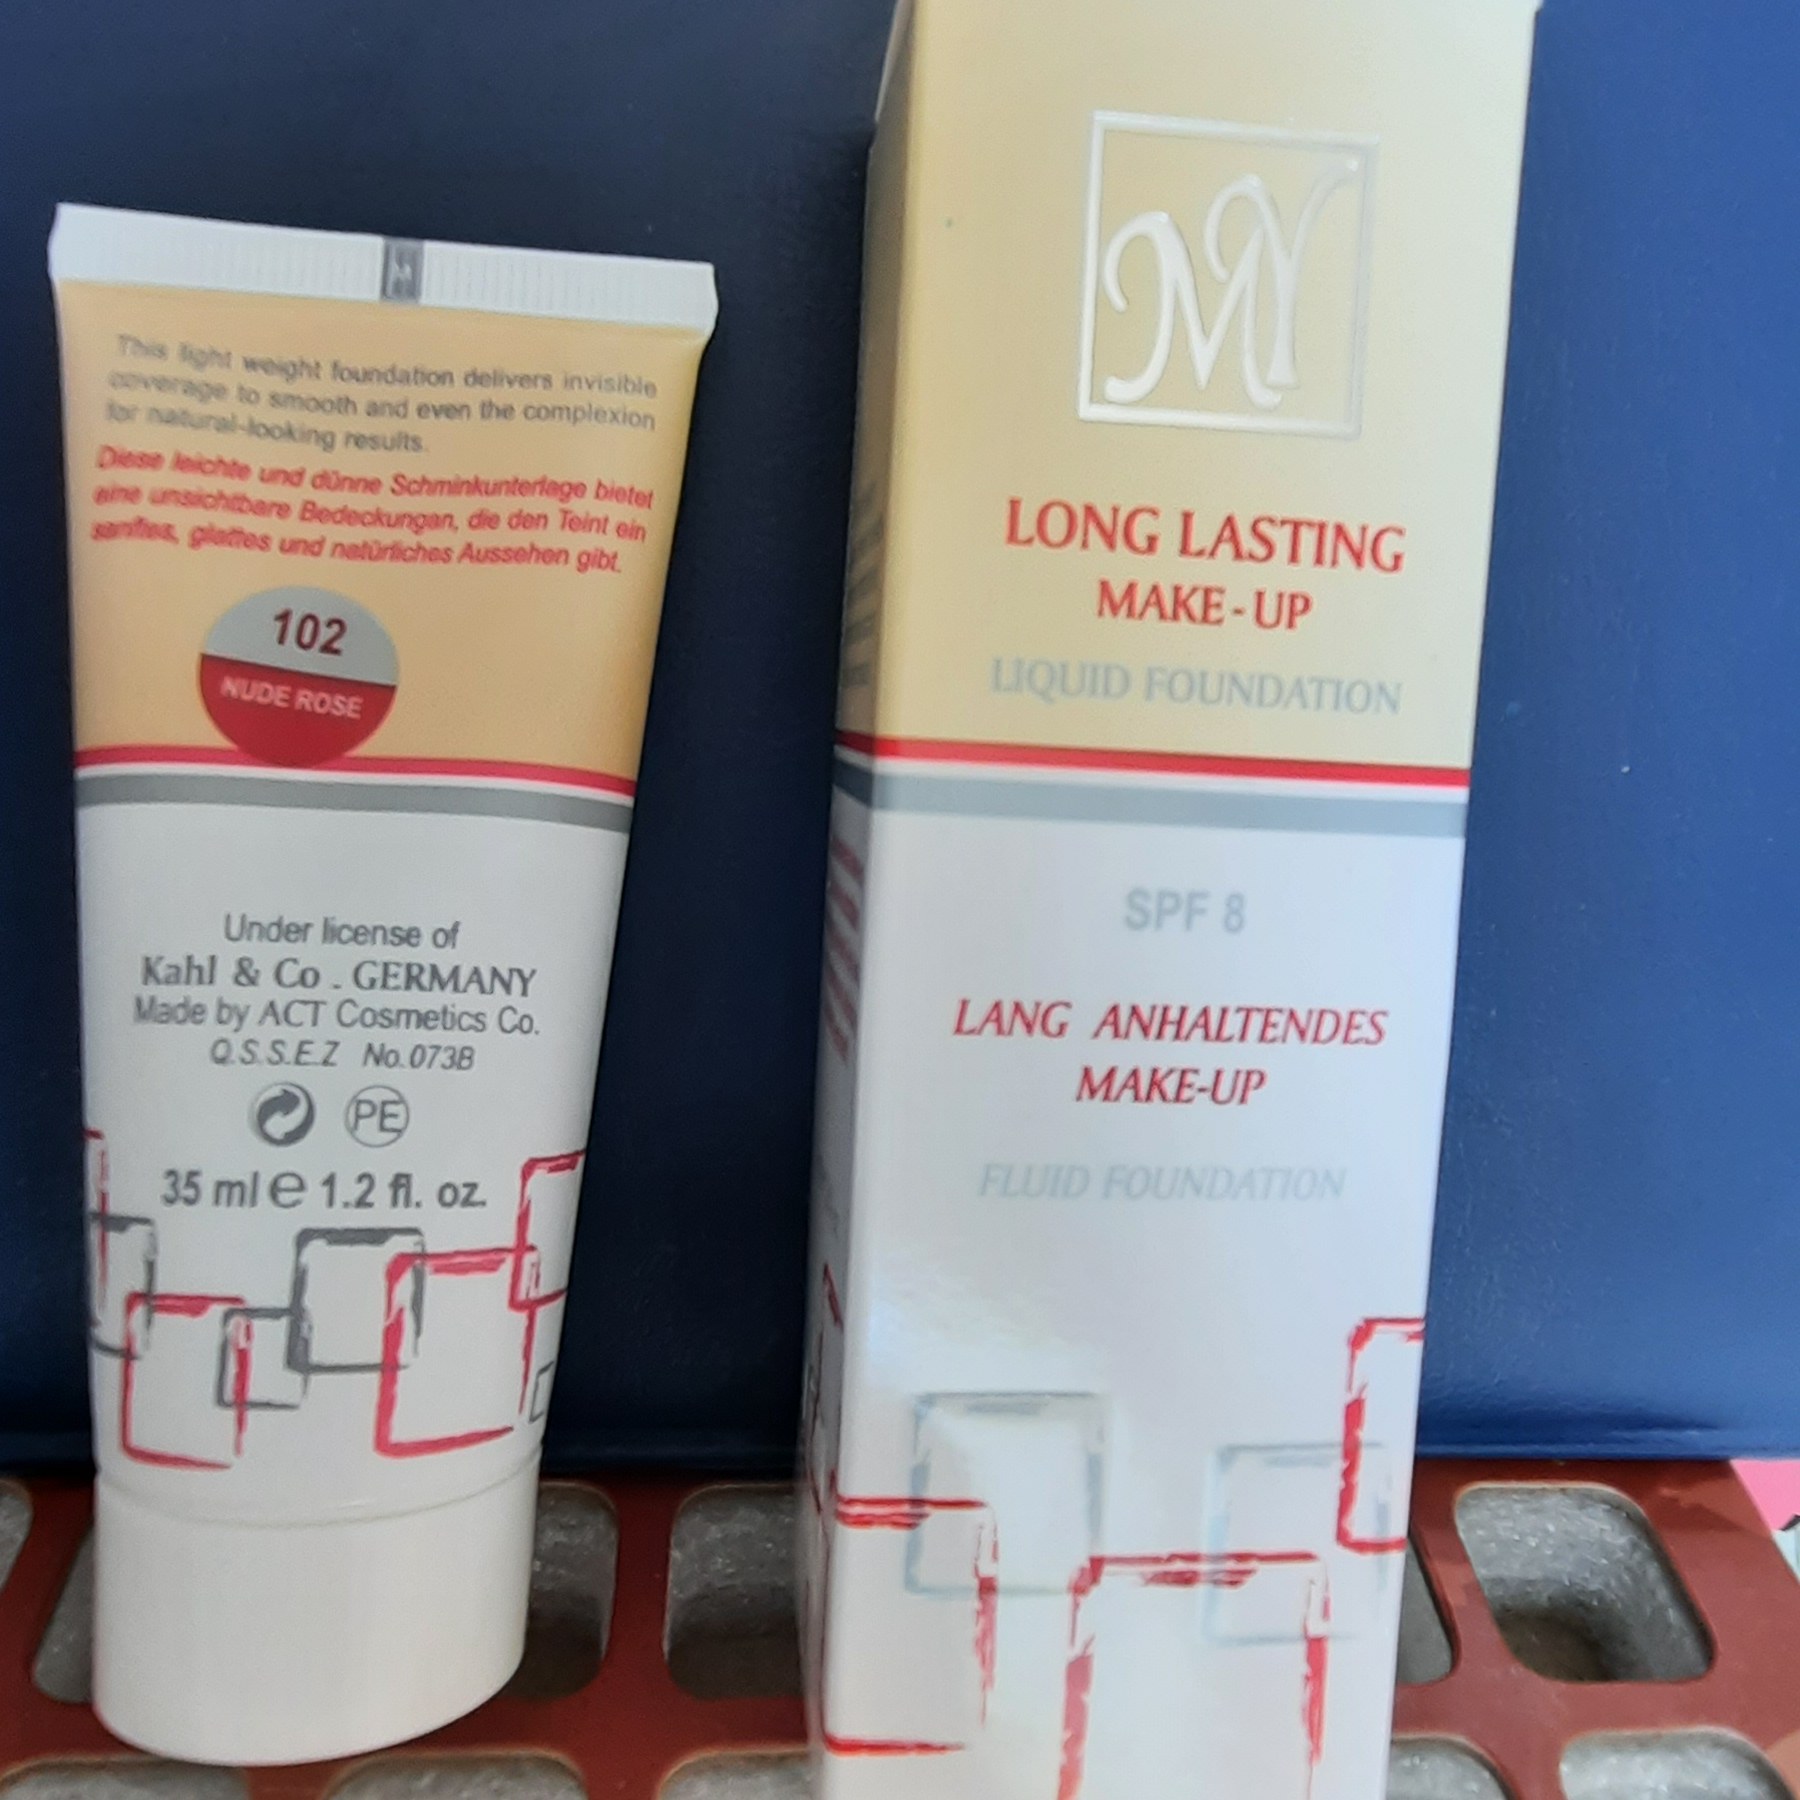 This light weight foundation delivers invisible
coverage to smooth and even the complexion
for natural-looking results.
Diese leichte und dünne Schminkunterlage bietet
eine unsichtbare Bedeckungen, die den Teint ein
sanftes, glattes und natürliches Aussehen gibt.
102
NUDE ROSE
Under license of
Kahl & Co . GERMANY
Made by ACT Cosmetics Co.
Q.S.S.E.Z No.073B
PE
35 ml e 1.2 fl. oz.
MY
LONG LASTING
MAKE-UP
LIQUID FOUNDATION
SPF 8
LANG ANHALTENDES
MAKE-UP
FLUID FOUNDATION